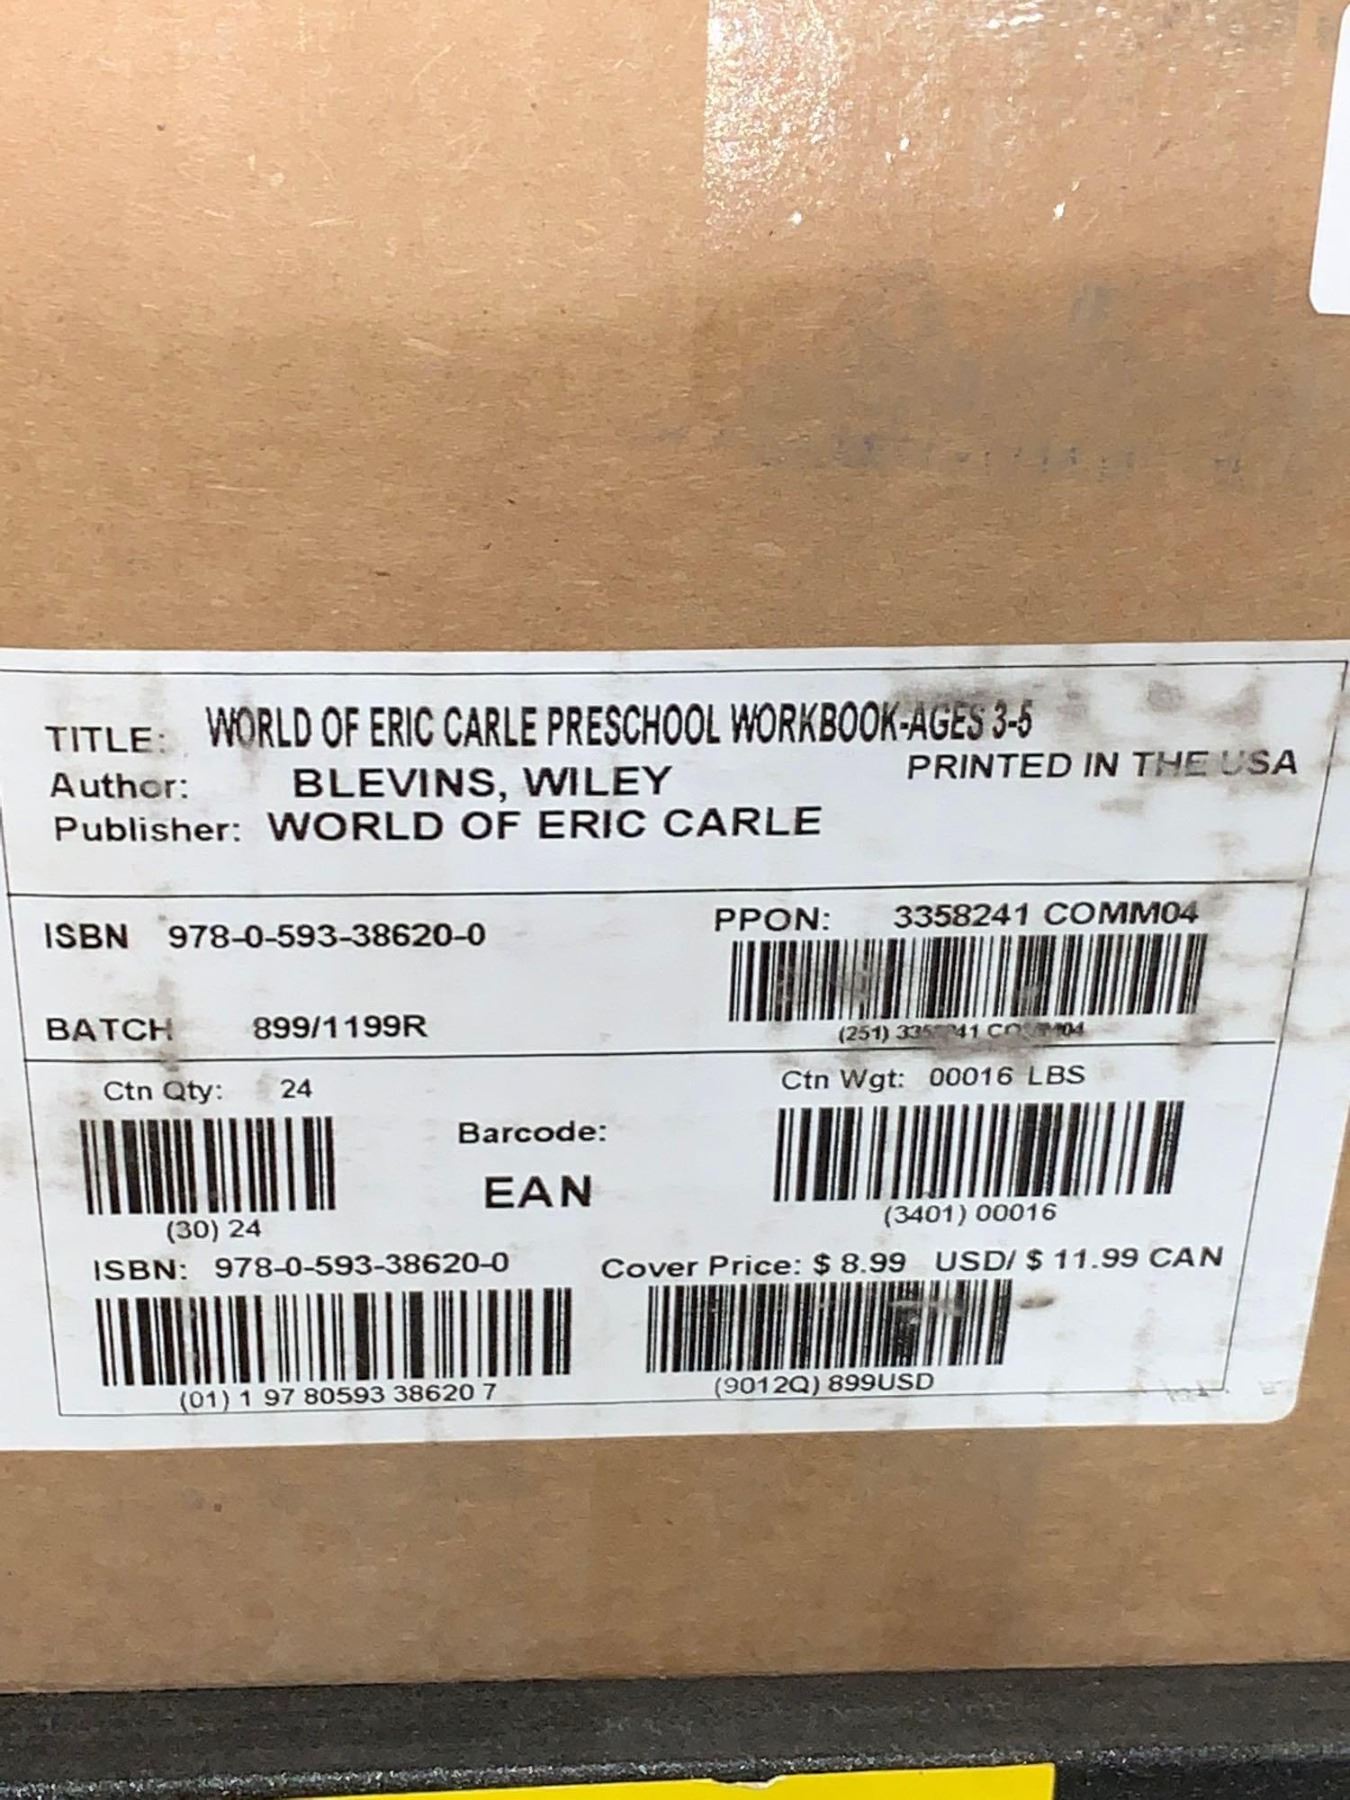 TITLE: WORLD OF ERIC CARLE PRESCHOOL WORKBOOK-AGES 3-5
Author: BLEVINS, WILEY PRINTED IN THE USA
Publisher: WORLD OF ERIC CARLE
ISBN 978-0-593-38620-0
PPON: 3358241 COMM04
BATCH 899/1199R
(251)
Ctn Qty: 24
(30) 24
Barcode:
EAN
Ctn Wgt: 00016 LBS
(3401) 00016
ISBN: 978-0-593-38620-0
(01) 1 97 80593 38620 7
Cover Price: $ 8.99 USD/ $ 11.99 CAN
(9012Q) 899USD